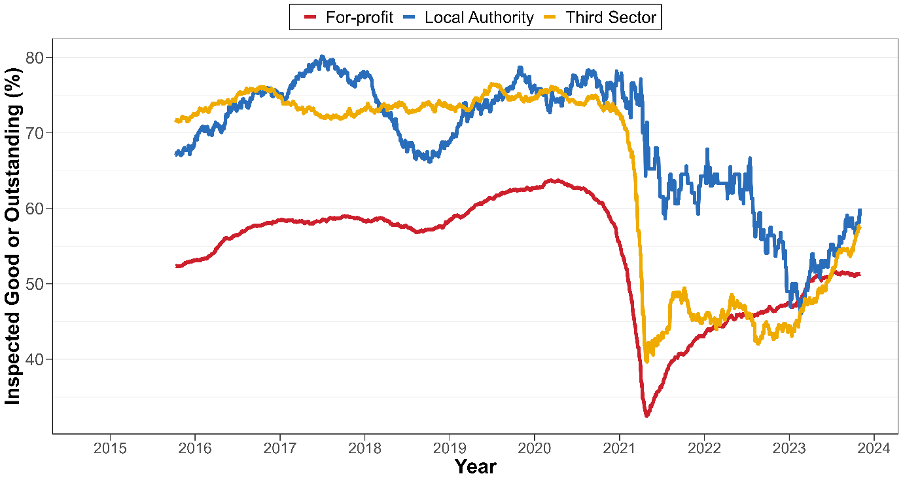 For-profit Local Authority Third Sector
Inspected Good or Outstanding (%)
80
70
60
50
40
2015 2016 2017 2018 2019 2020 2021 2022 2023 2024
Year